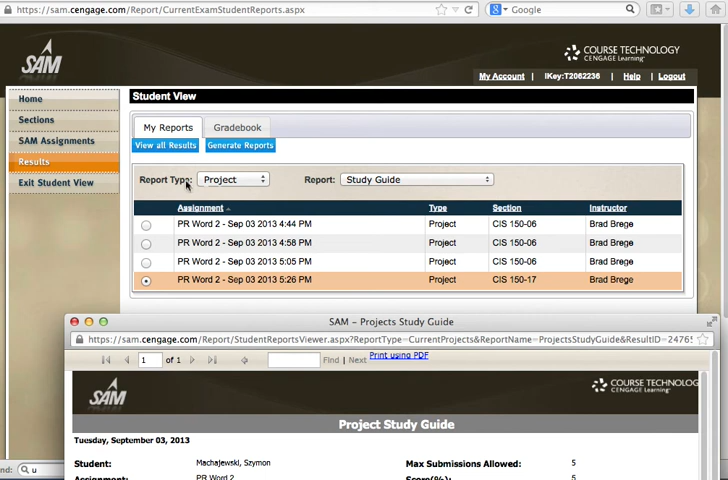 https://sam.cengage.com/Report/CurrentExamStudentReports.aspx
Google
SAM
COURSE TECHNOLOGY
CENGAGE Learning
My Account | IKey:T2062236 | Help | Logout
Home
Sections
SAM Assignments
Results
Exit Student View
Student View
My Reports
Gradebook
View all Results
Generate Reports
Report Type: Project
Report: Study Guide
Assignment Type Section Instructor
PR Word 2 - Sep 03 2013 4:44 PM Project CIS 150-06 Brad Brege
PR Word 2 - Sep 03 2013 4:58 PM Project CIS 150-06 Brad Brege
PR Word 2 - Sep 03 2013 5:05 PM Project CIS 150-06 Brad Brege
PR Word 2 - Sep 03 2013 5:26 PM Project CIS 150-17 Brad Brege
SAM - Projects Study Guide
https://sam.cengage.com/Report/StudentReportsViewer.aspx?ReportType=CurrentProjects&ReportName=ProjectsStudyGuide&ResultID=24765
1 of 1 Find | Next Print using PDF
SAM
COURSE TECHNOLOG
CENGAGE Learning
Project Study Guide
Tuesday, September 03, 2013
Student: Machajewski, Szymon Max Submissions Allowed: 5
Assignment: PR Word 2 Score(%): 5
nd: u